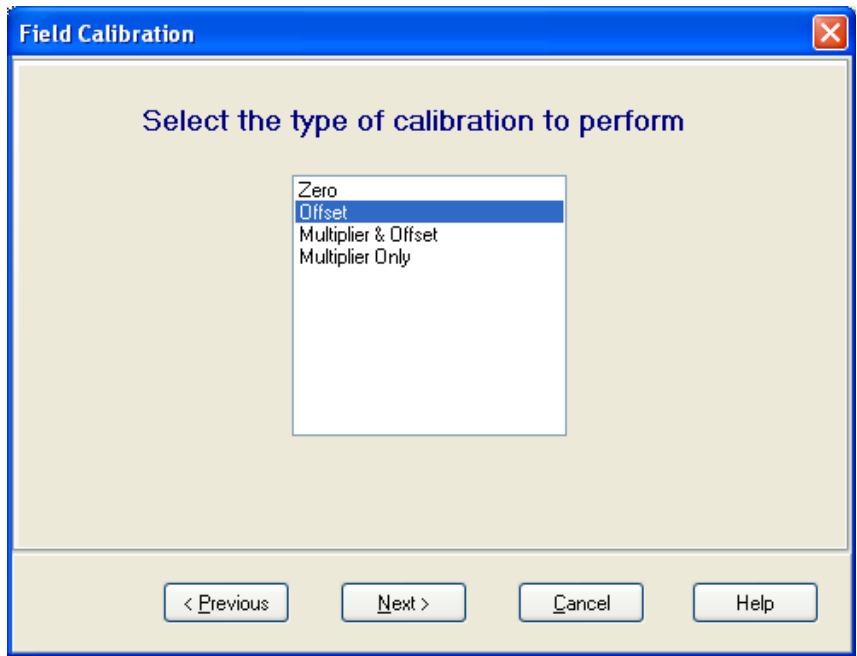 Field Calibration
Select the type of calibration to perform
Zero
Offset
Multiplier & Offset
Multiplier Only
< Previous
Next >
Cancel
Help